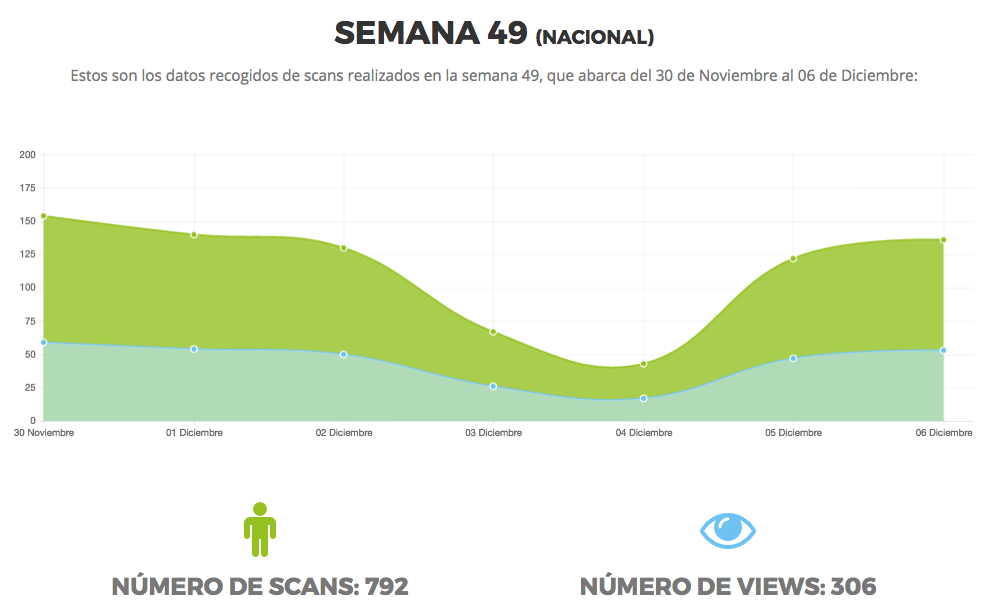 SEMANA 49 (NACIONAL)
Estos son los datos recogidos de scans realizados en la semana 49, que abarca del 30 de Noviembre al 06 de Diciembre:
200
175
150
125
100
75
50
25
0
30 Noviembre 01 Diciembre 02 Diciembre 03 Diciembre 04 Diciembre 05 Diciembre 06 Diciembre
NÚMERO DE SCANS: 792 NÚMERO DE VIEWS: 306